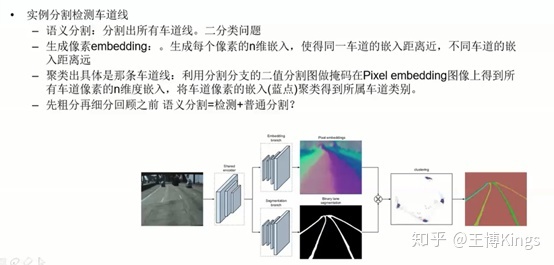 • 实例分割检测车道线
– 语义分割：分割出所有车道线。二分类问题
– 生成像素embedding：。生成每个像素的n维嵌入，使得同一车道的嵌入距离近，不同车道的嵌
入距离远
– 聚类出具体是那条车道线：利用分割分支的二值分割图做掩码在Pixel embedding图像上得到所
有车道像素的n维度嵌入，将车道像素的嵌入(蓝点)聚类得到所属车道类别。
– 先粗分再细分回顾之前 语义分割=检测+普通分割？
Embedding
branch
Pixel embeddings
Shared
encoder
clustering
Segmentation
branch
Binary lane
segmentation
知乎 @王博Kings